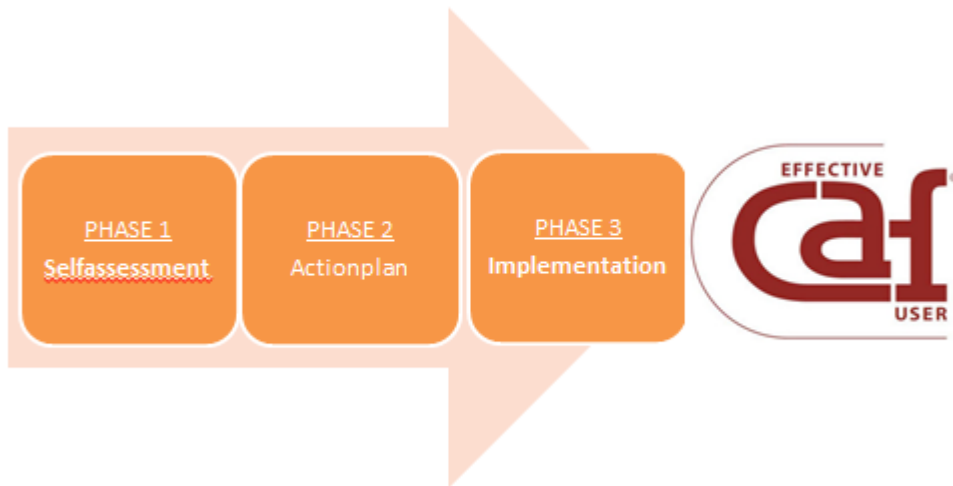 PHASE 1
Selfassessment
PHASE 2
Actionplan
PHASE 3
Implementation
EFFECTIVE
caf
USER